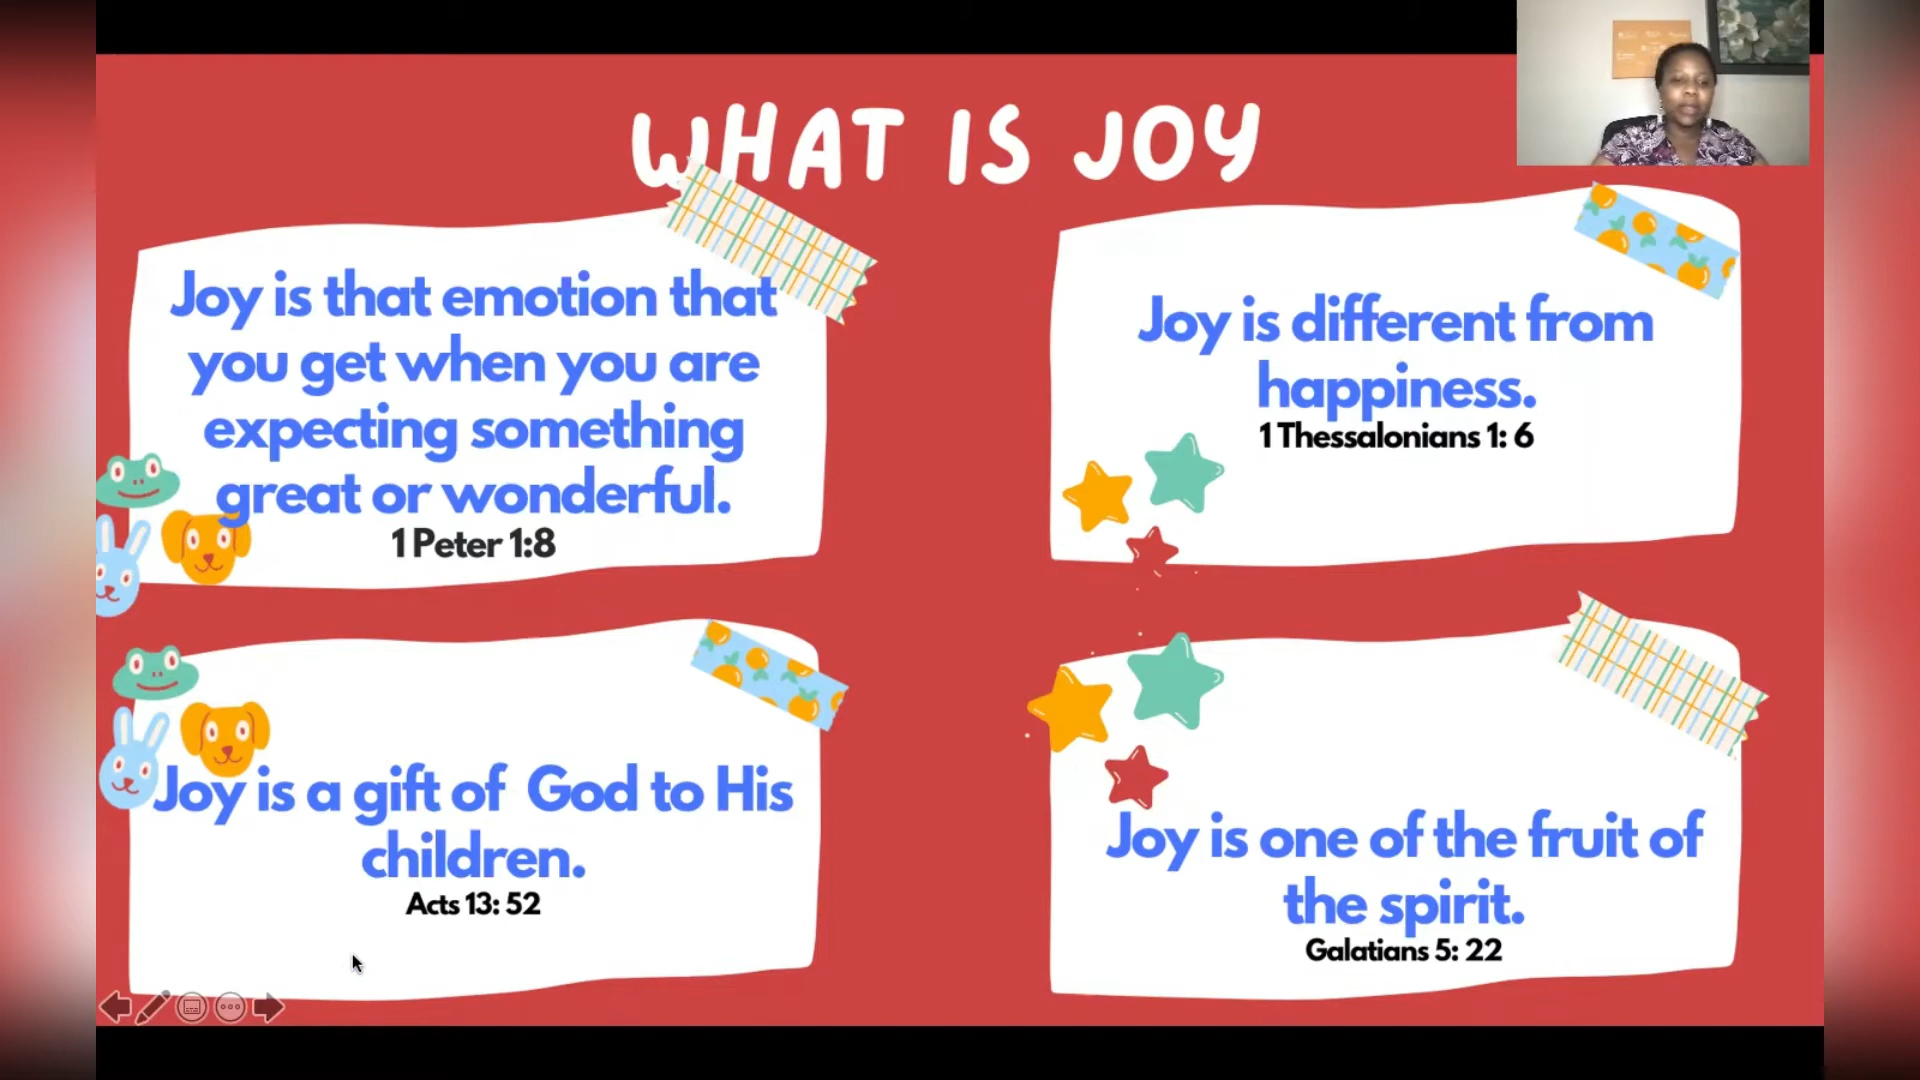 WHAT IS JOY
Joy is that emotion that
you get when you are
expecting something
great or wonderful.
1 Peter 1:8
Joy is different from
happiness.
1 Thessalonians 1: 6
Joy is a gift of God to His
children.
Acts 13: 52
Joy is one of the fruit of
the spirit.
Galatians 5: 22